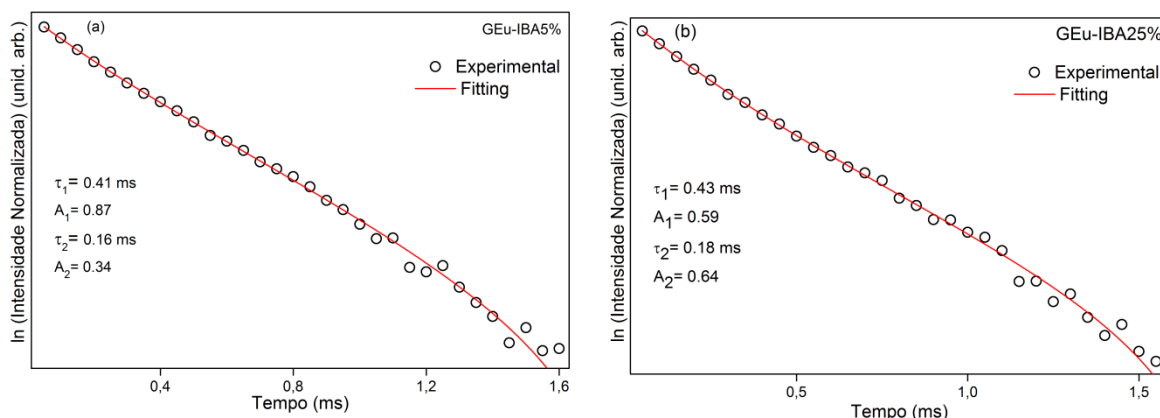 (a)
GEu-IBA5%
Experimental
Fitting
τ1= 0.41 ms
A1= 0.87
τ2= 0.16 ms
A2= 0.34
ln (Intensidade Normalizada) (unid. arb.)
0,4 0,8 1,2 1,6
Tempo (ms)
(b)
GEu-IBA25%
Experimental
Fitting
τ1= 0.43 ms
A1= 0.59
τ2= 0.18 ms
A2= 0.64
ln (Intensidade Normalizada) (unid. arb.)
0,5 1,0 1,5
Tempo (ms)